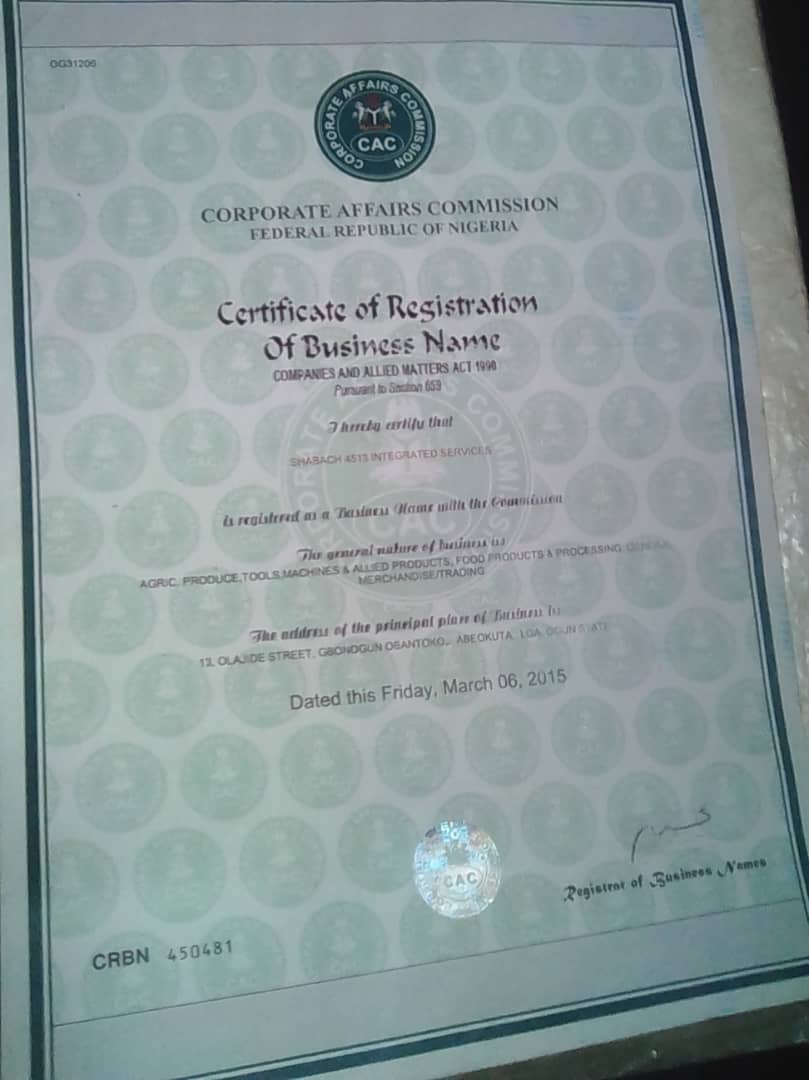 OG31206
CORPORATE AFFAIRS COMMISSION
CAC
CORPORATE AFFAIRS COMMISSION
FEDERAL REPUBLIC OF NIGERIA
Certificate of Registration
Of Business Name
COMPANIES AND ALLIED MATTERS ACT 1990
Pursuant to Section 659
I hereby certify that
SHABACH 4513 INTEGRATED SERVICES
is registered as a Business Name with the Commission
The general nature of business is
AGRIC. PRODUCE,TOOLS,MACHINES & ALLIED PRODUCTS, FOOD PRODUCTS & PROCESSING, GENERAL
MERCHANDISE/TRADING
The address of the principal place of Business is
13, OLAJIDE STREET, GBONOGUN OBANTOKO,, ABEOKUTA, LGA, OGUN STATE
Dated this Friday, March 06, 2015
CAC
Registrar of Business Names
CRBN 450481